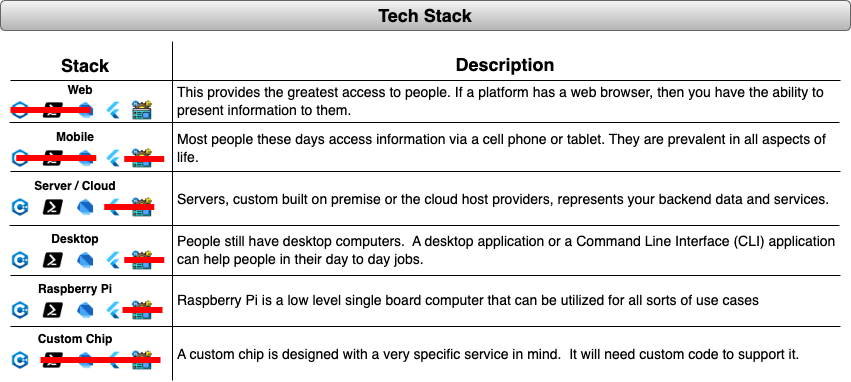 Tech Stack
Stack
Description
Web
This provides the greatest access to people. If a platform has a web browser, then you have the ability to
present information to them.
Mobile
Most people these days access information via a cell phone or tablet. They are prevalent in all aspects of
life.
Server / Cloud
Servers, custom built on premise or the cloud host providers, represents your backend data and services.
Desktop
People still have desktop computers.  A desktop application or a Command Line Interface (CLI) application
can help people in their day to day jobs.
Raspberry Pi
Raspberry Pi is a low level single board computer that can be utilized for all sorts of use cases
Custom Chip
A custom chip is designed with a very specific service in mind.  It will need custom code to support it.